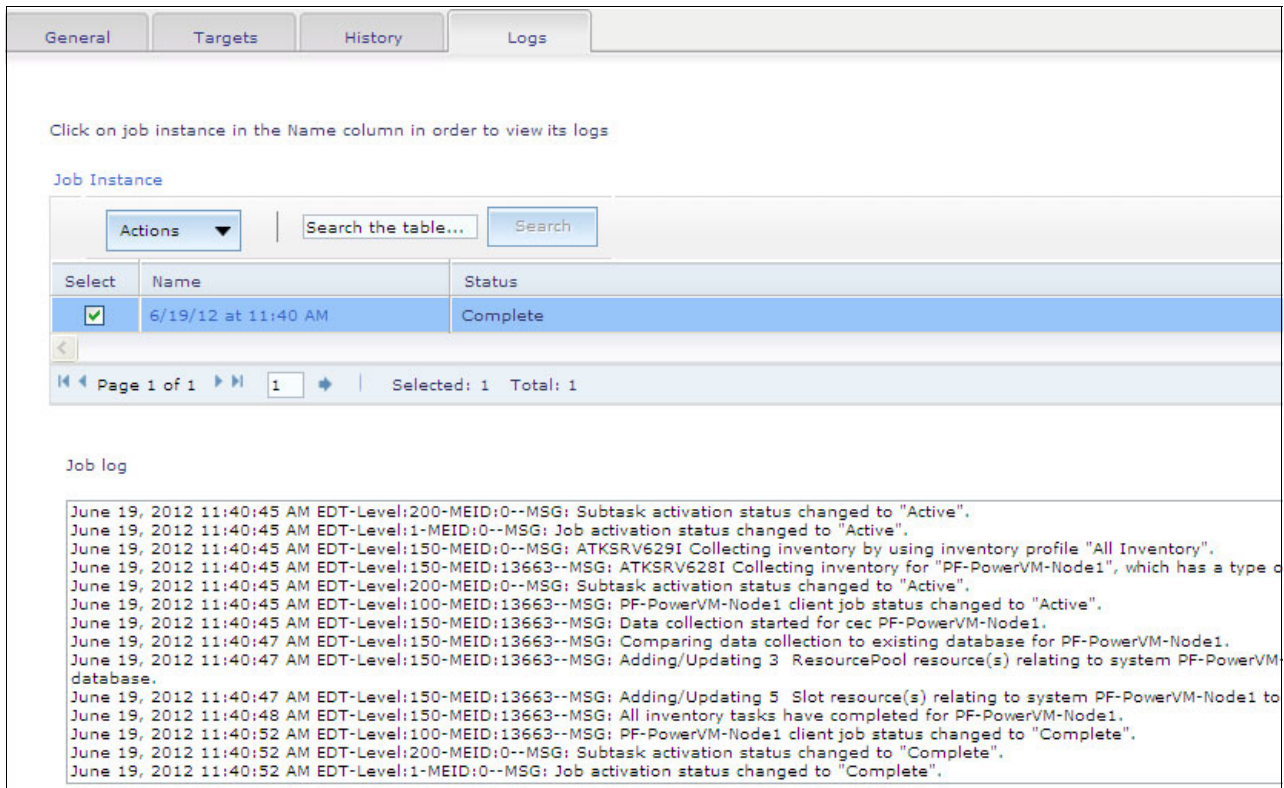 General Targets History Logs
Click on job instance in the Name column in order to view its logs
Job Instance
Actions Search the table... Search
Select Name Status
6/19/12 at 11:40 AM Complete
Page 1 of 1 1 Selected: 1 Total: 1
Job log
June 19, 2012 11:40:45 AM EDT-Level:200-MEID:0--MSG: Subtask activation status changed to "Active".
June 19, 2012 11:40:45 AM EDT-Level:1-MEID:0--MSG: Job activation status changed to "Active".
June 19, 2012 11:40:45 AM EDT-Level:150-MEID:0--MSG: ATKSRV629I Collecting inventory by using inventory profile "All Inventory".
June 19, 2012 11:40:45 AM EDT-Level:150-MEID:13663--MSG: ATKSRV628I Collecting inventory for "PF-PowerVM-Node1", which has a type o
June 19, 2012 11:40:45 AM EDT-Level:200-MEID:0--MSG: Subtask activation status changed to "Active".
June 19, 2012 11:40:45 AM EDT-Level:100-MEID:13663--MSG: PF-PowerVM-Node1 client job status changed to "Active".
June 19, 2012 11:40:45 AM EDT-Level:150-MEID:13663--MSG: Data collection started for cec PF-PowerVM-Node1.
June 19, 2012 11:40:47 AM EDT-Level:150-MEID:13663--MSG: Comparing data collection to existing database for PF-PowerVM-Node1.
June 19, 2012 11:40:47 AM EDT-Level:150-MEID:13663--MSG: Adding/Updating 3 ResourcePool resource(s) relating to system PF-PowerVM-
database.
June 19, 2012 11:40:47 AM EDT-Level:150-MEID:13663--MSG: Adding/Updating 5 Slot resource(s) relating to system PF-PowerVM-Node1 to
June 19, 2012 11:40:48 AM EDT-Level:150-MEID:13663--MSG: All inventory tasks have completed for PF-PowerVM-Node1.
June 19, 2012 11:40:52 AM EDT-Level:100-MEID:13663--MSG: PF-PowerVM-Node1 client job status changed to "Complete".
June 19, 2012 11:40:52 AM EDT-Level:200-MEID:0--MSG: Subtask activation status changed to "Complete".
June 19, 2012 11:40:52 AM EDT-Level:1-MEID:0--MSG: Job activation status changed to "Complete".